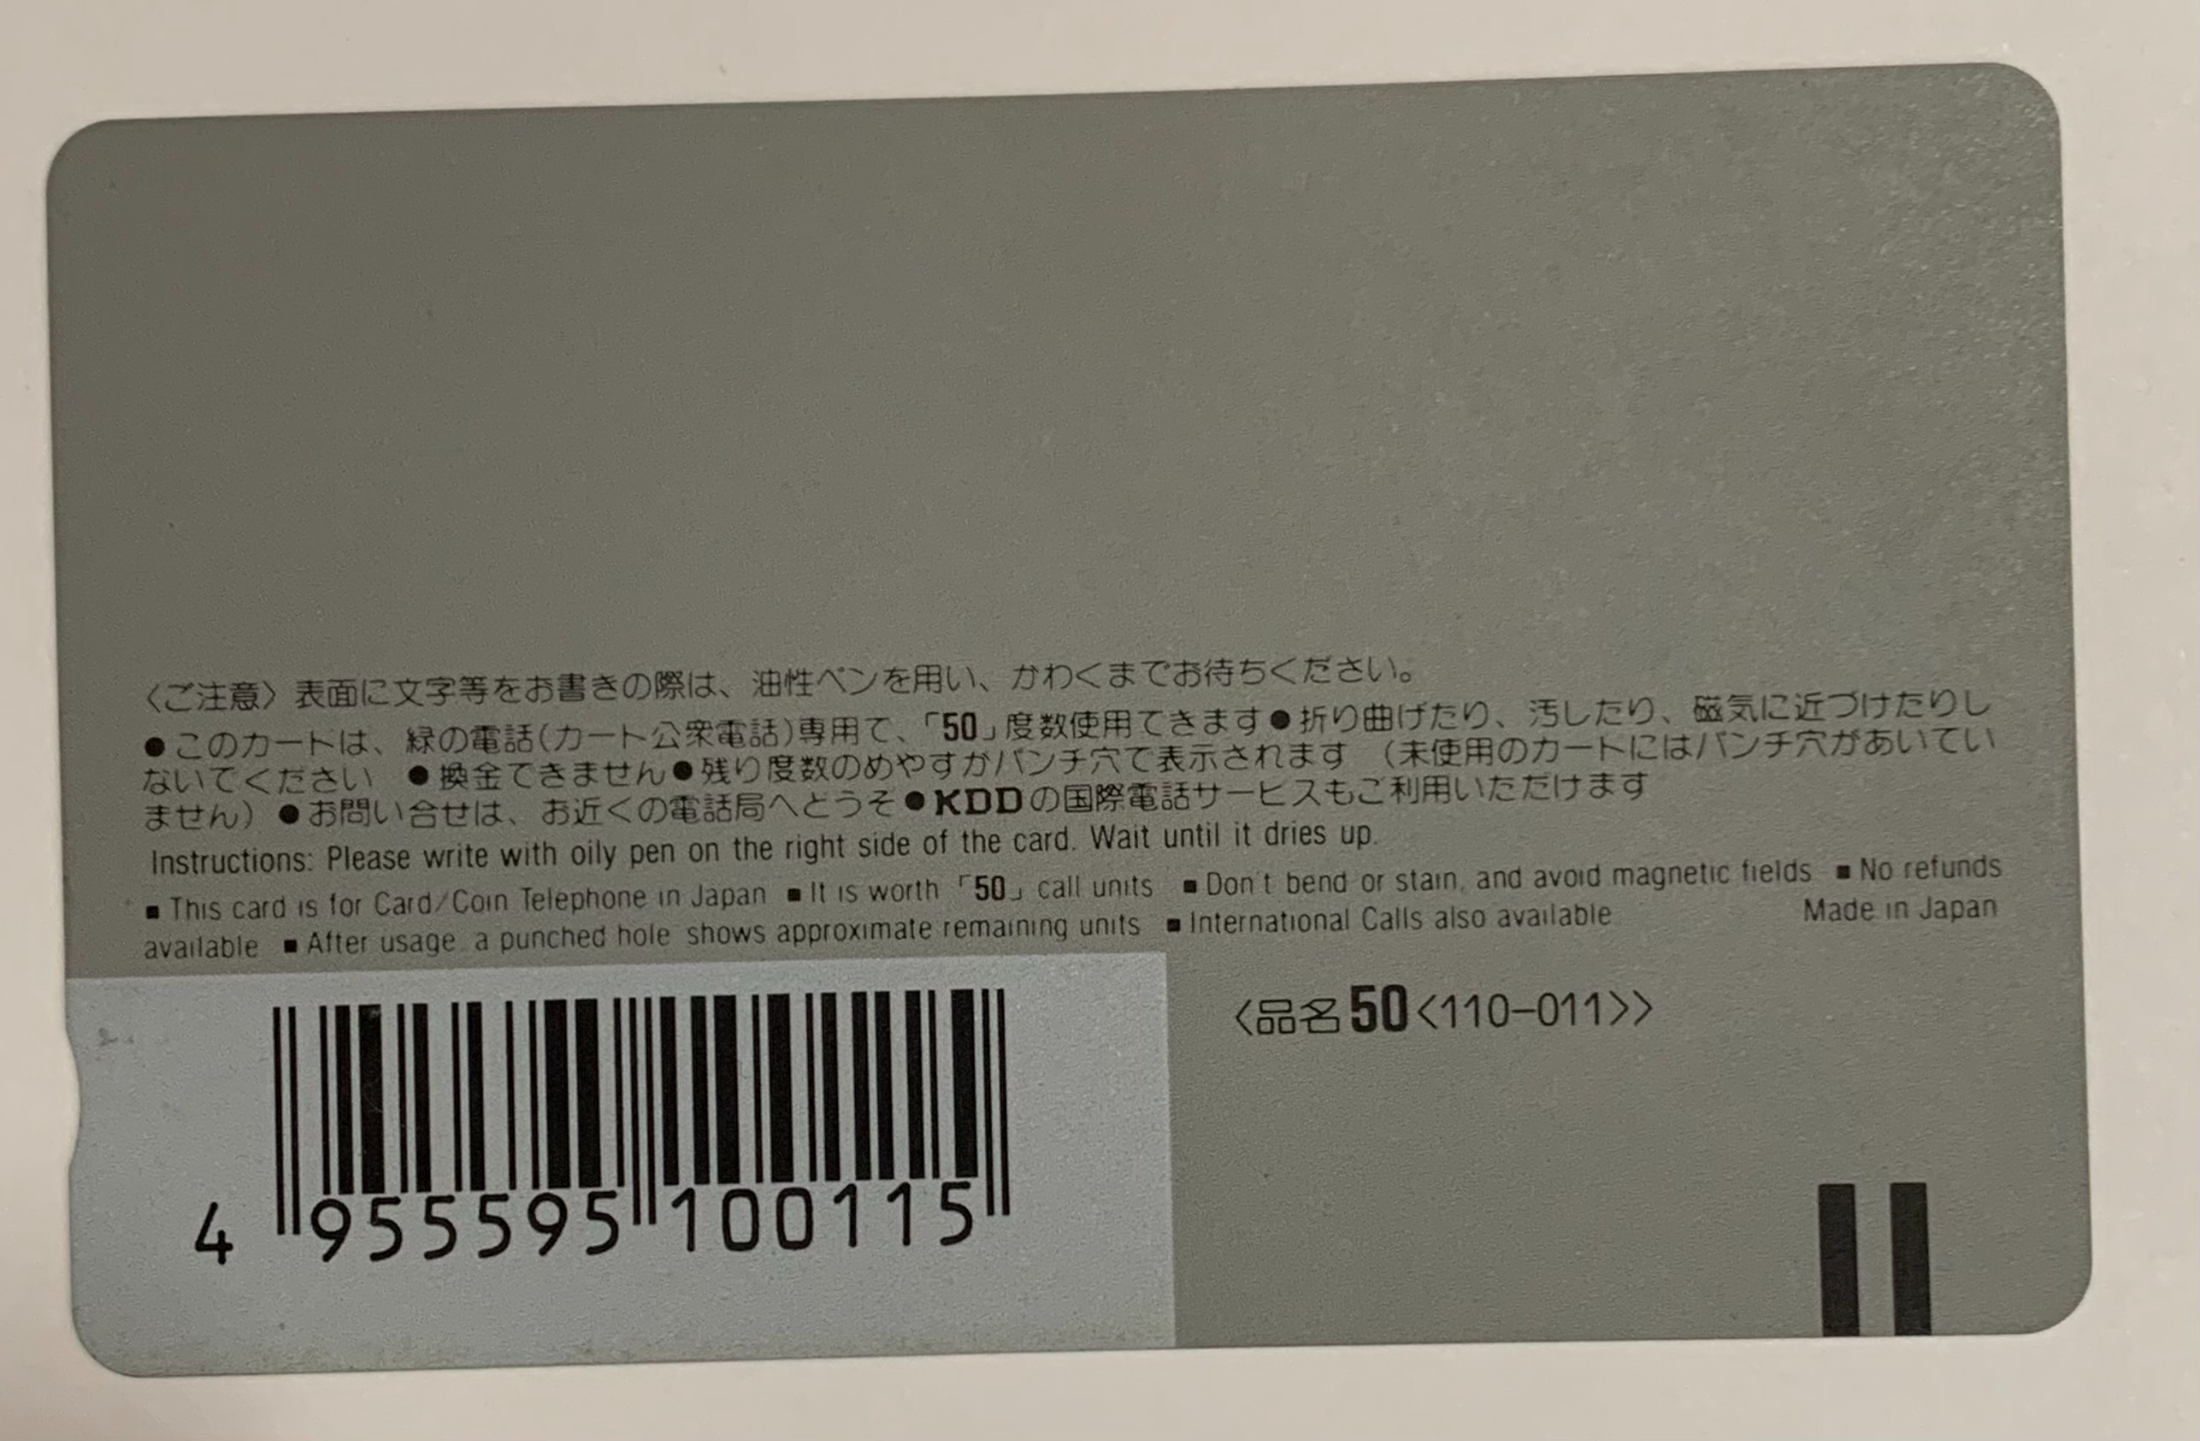 〈ご注意〉表面に文字等をお書きの際は、油性ペンを用い、かわくまでお待ちください。
●このカードは、緑の電話(カード公衆電話)専用で、「50」度数使用できます●折り曲げたり、汚したり、磁気に近づけたりし
ないでください ●換金できません●残り度数のめやすがパンチ穴で表示されます (未使用のカードにはパンチ穴があいてい
ません) ●お問い合せは、お近くの電話局へどうぞ●KDDの国際電話サービスもご利用いただけます
Instructions: Please write with oily pen on the right side of the card. Wait until it dries up.
■ This card is for Card/Coin Telephone in Japan ■ It is worth 「50」 call units ■ Don't bend or stain, and avoid magnetic fields ■ No refunds
available ■ After usage a punched hole shows approximate remaining units ■ International Calls also available Made in Japan
〈品名50<110-011>〉
4 955595 100115